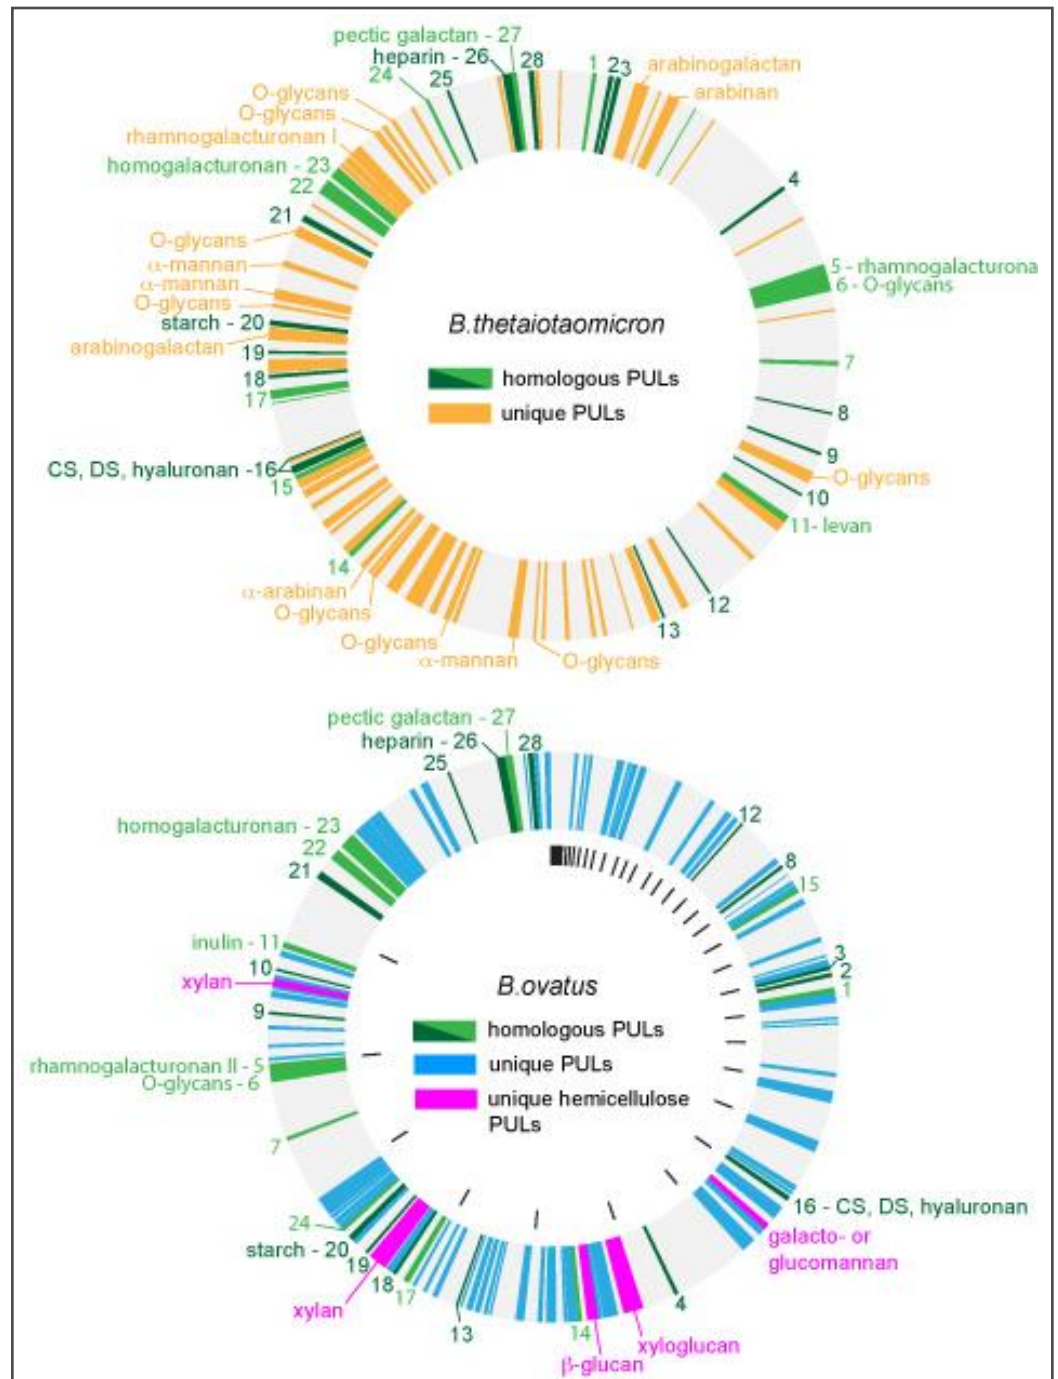 pectic galactan - 27
heparin - 26
28
1
2
3
arabinogalactan
arabinan
24
25
O-glycans
O-glycans
rhamnogalacturonan I
homogalacturonan - 23
22
21
4
O-glycans
α-mannan
α-mannan
O-glycans
starch - 20
arabinogalactan
19
18
17
5 - rhamnogalacturona
6 - O-glycans
7
8
9
O-glycans
10
11- levan
B.thetaiotaomicron
homologous PULs
unique PULs
CS, DS, hyaluronan -16
15
14
α-arabinan
O-glycans
O-glycans
α-mannan
O-glycans
13
12
pectic galactan - 27
heparin - 26
28
25
12
homogalacturonan - 23
22
21
8
15
inulin - 11
10
xylan
9
3
2
1
B.ovatus
homologous PULs
unique PULs
unique hemicellulose
PULs
rhamnogalacturonan II - 5
O-glycans - 6
7
24
starch - 20
19
18
17
xylan
13
14
β-glucan
xyloglucan
4
16 - CS, DS, hyaluronan
galacto- or
glucomannan